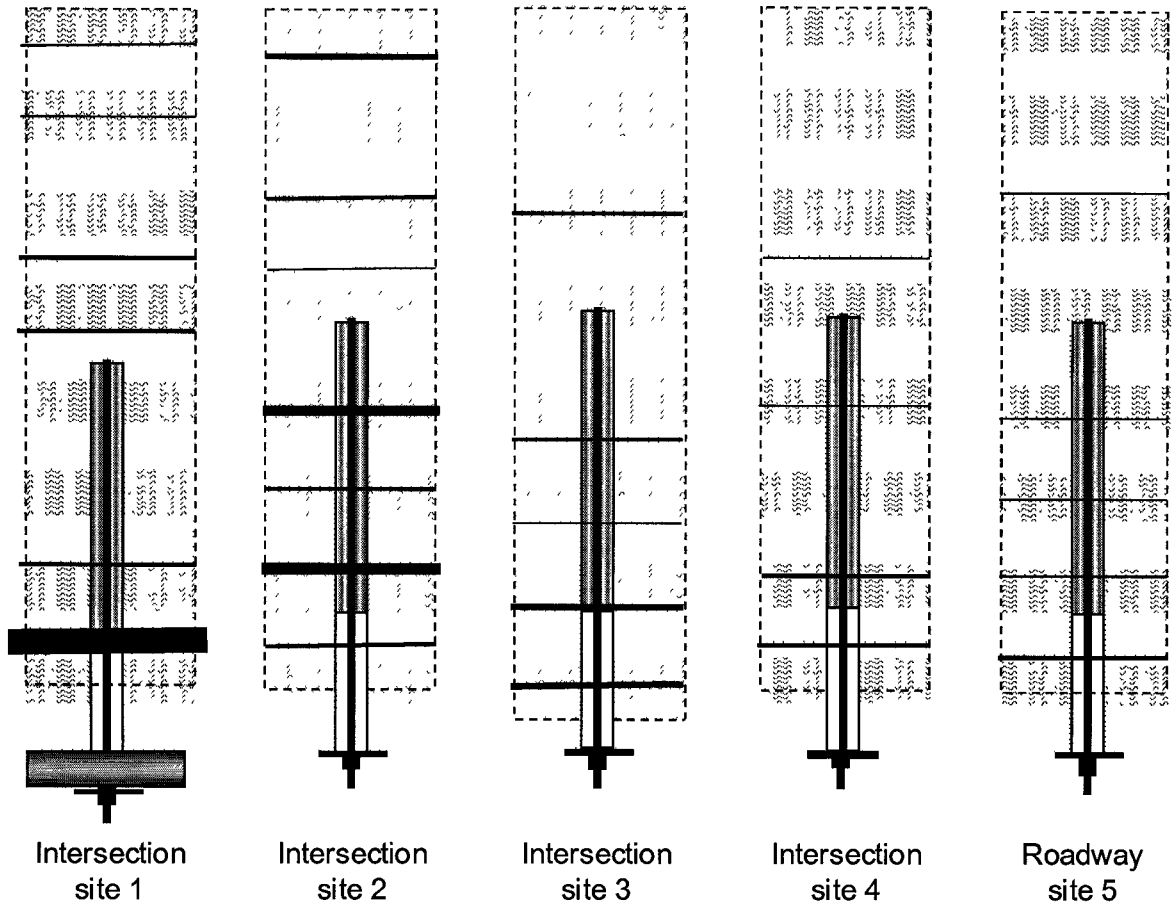 Intersection
site 1
Intersection
site 2
Intersection
site 3
Intersection
site 4
Roadway
site 5